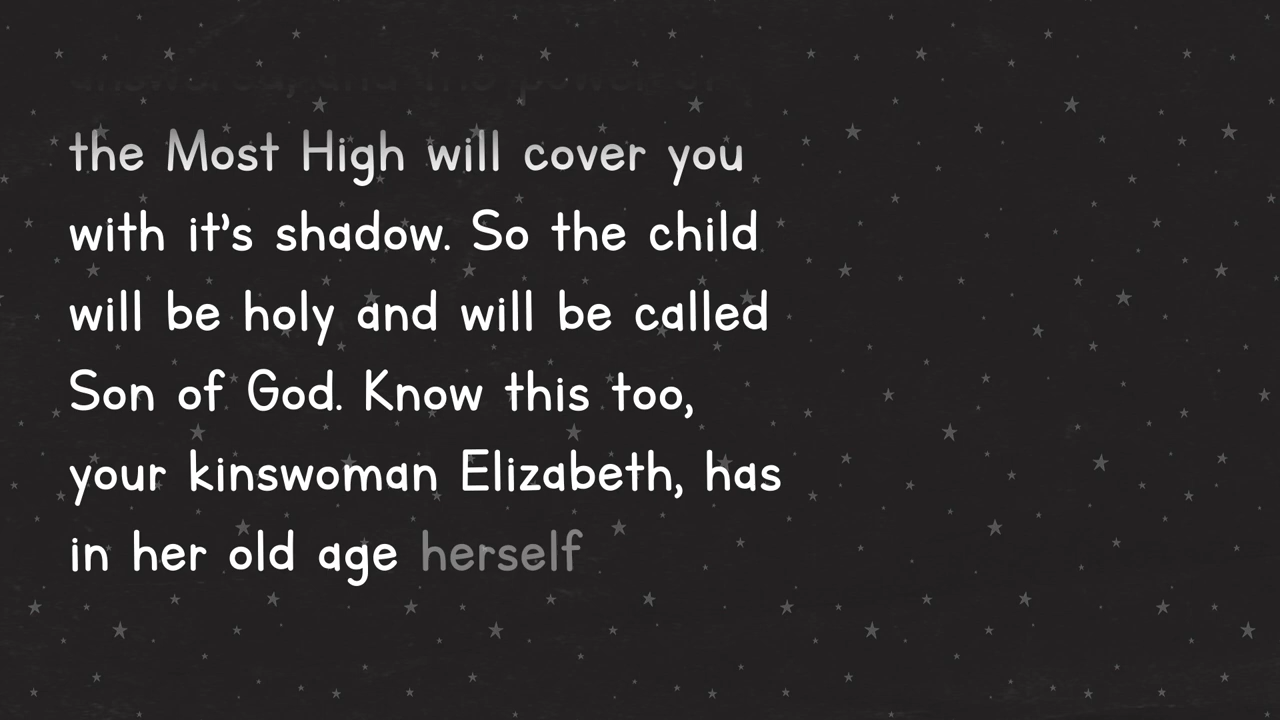 the Most High will cover you
with it's shadow. So the child
will be holy and will be called
Son of God. Know this too,
your kinswoman Elizabeth, has
in her old age herself